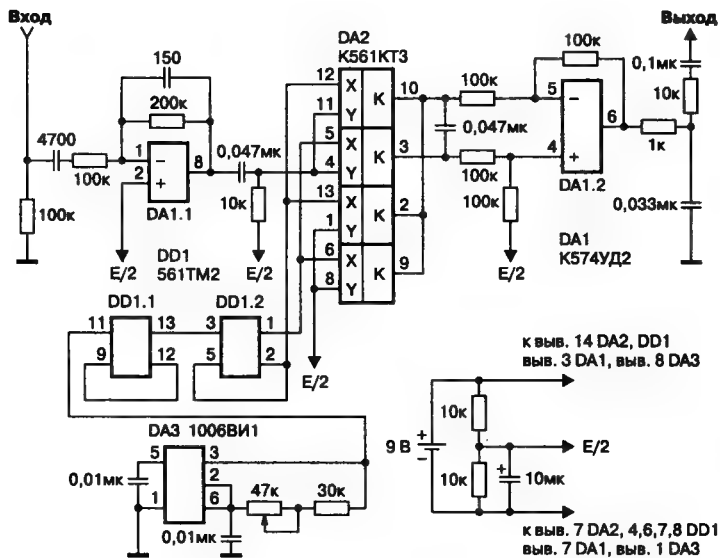 Вход
Выход
150
DA2
К561КТ3
200к
100к
0,1мк
10к
12
X
K
10
100к
11
Y
5
−
6
1к
4700
100к
1
−
2
+
8
DA1.1
0,047мк
5
X
K
3
4
Y
0,047мк
100к
4
+
DA1.2
10к
100к
13
X
K
2
1
Y
100к
0,033мк
E/2
DD1
561ТМ2
E/2
6
X
K
9
8
Y
E/2
DA1
К574УД2
DD1.1
DD1.2
11
13
3
1
9
12
5
2
E/2
к выв. 14 DA2, DD1
выв. 3 DA1, выв. 8 DA3
10к
9 В
+
−
E/2
10к
+
10мк
DA3 1006ВИ1
5
3
2
0,01мк
1
6
47к
30к
0,01мк
к выв. 7 DA2, 4,6,7,8 DD1
выв. 7 DA1, выв. 1 DA3